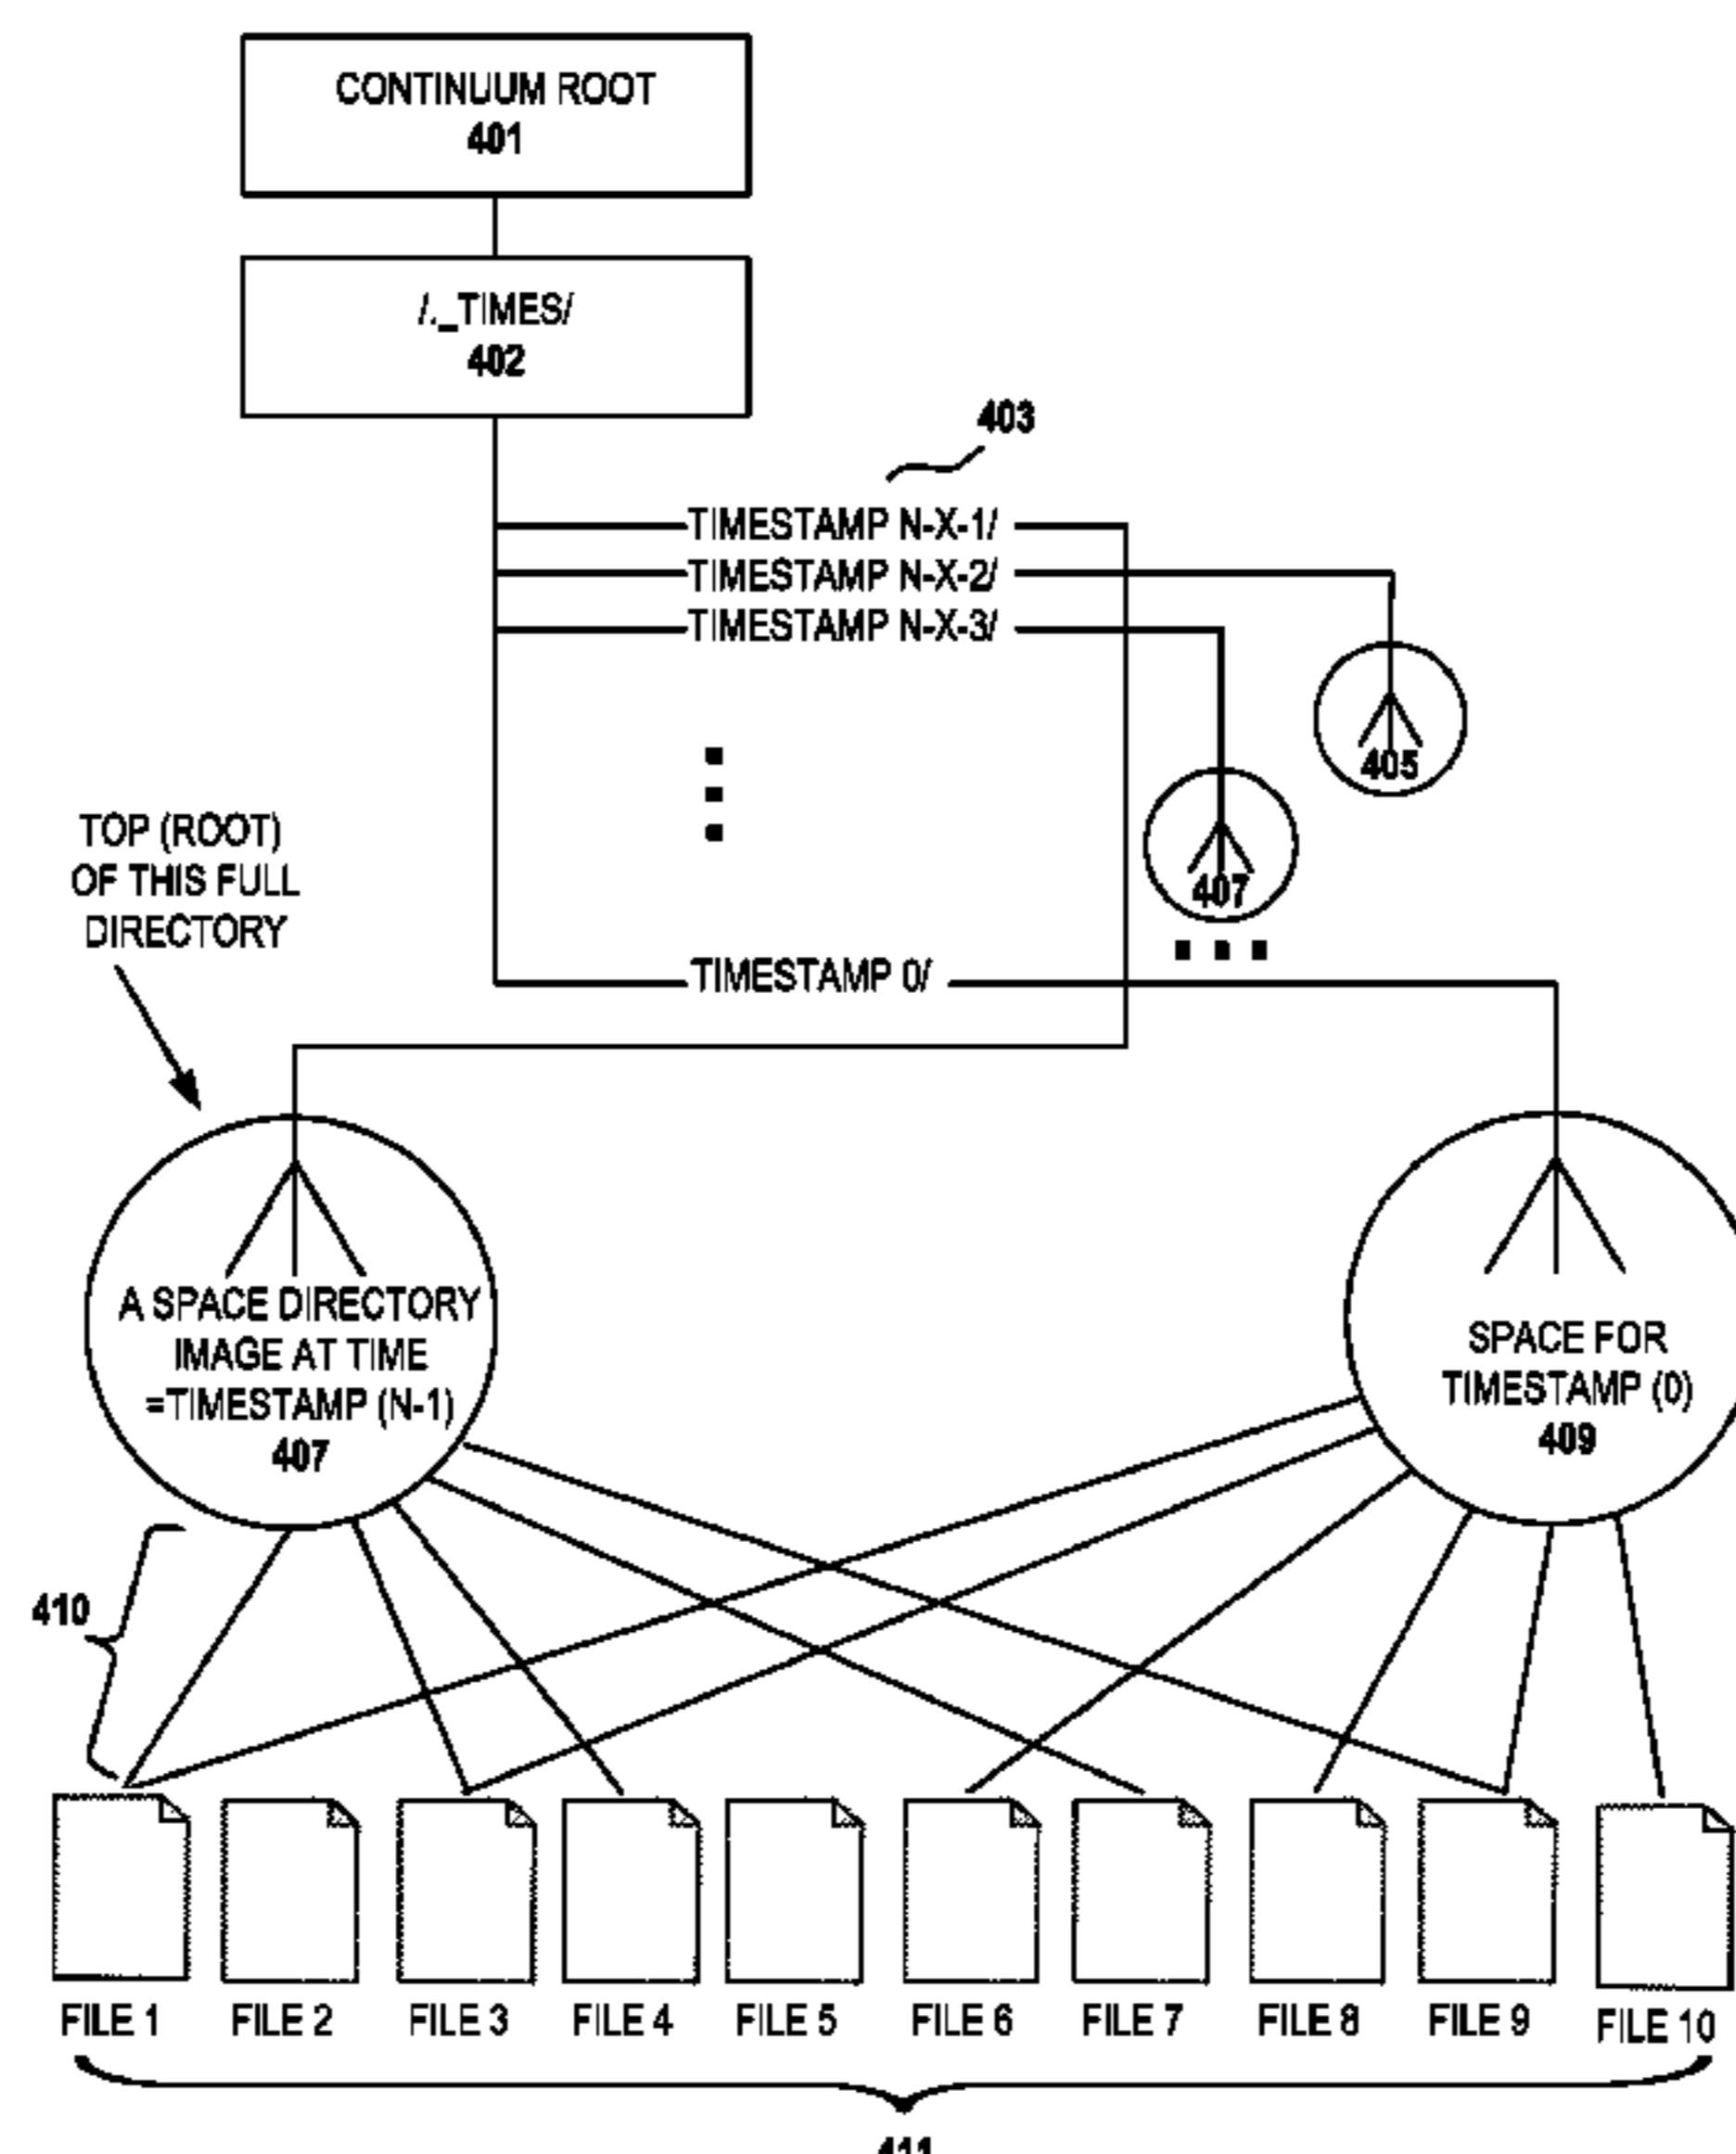 CONTINUUM ROOT
401
/._TIMES/
402
403
TIMESTAMP N-X-1/
TIMESTAMP N-X-2/
TIMESTAMP N-X-3/
405
407
TOP (ROOT)
OF THIS FULL
DIRECTORY
TIMESTAMP 0/
A SPACE DIRECTORY
IMAGE AT TIME
=TIMESTAMP (N-1)
407
SPACE FOR
TIMESTAMP (0)
409
410
FILE 1
FILE 2
FILE 3
FILE 4
FILE 5
FILE 6
FILE 7
FILE 8
FILE 9
FILE 10
411